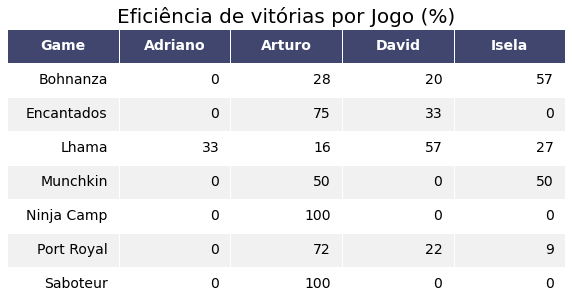 Eficiência de vitórias por Jogo (%)
Game Adriano Arturo David Isela
Bohnanza 0 28 20 57
Encantados 0 75 33 0
Lhama 33 16 57 27
Munchkin 0 50 0 50
Ninja Camp 0 100 0 0
Port Royal 0 72 22 9
Saboteur 0 100 0 0